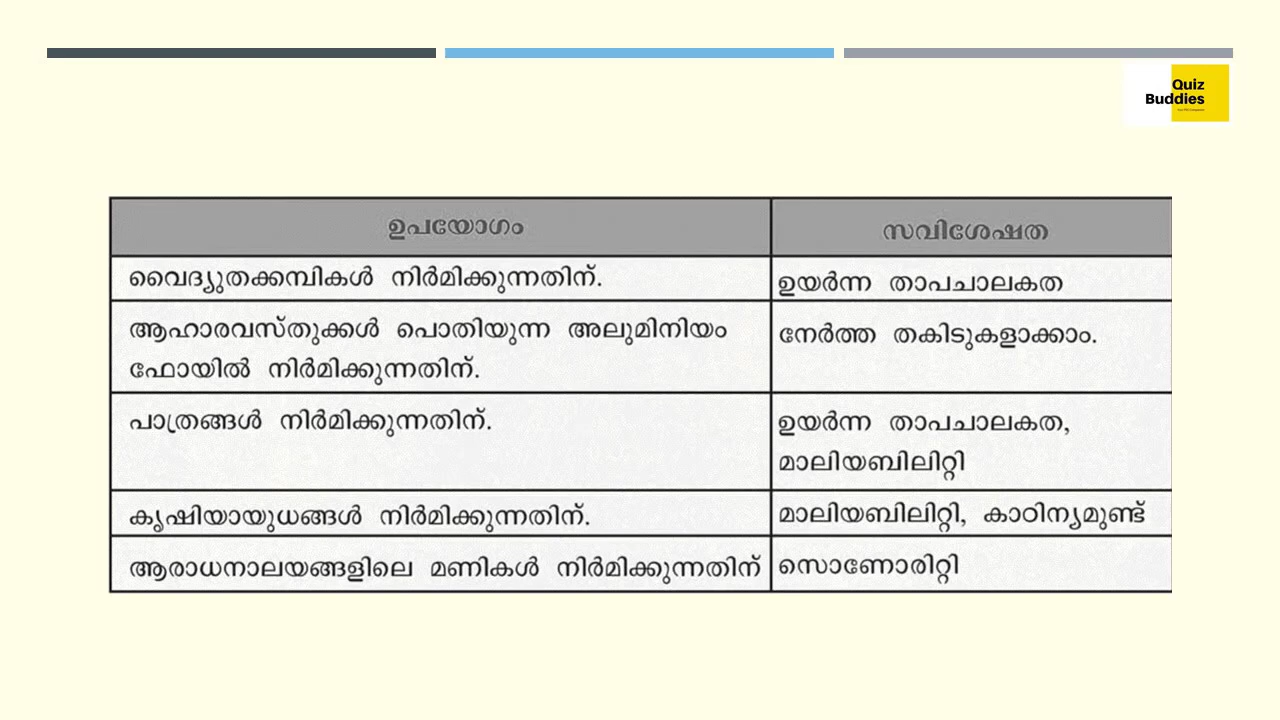 Quiz
Buddies
ഉപയോഗം
സവിശേഷത
വൈദ്യുതക്കമ്പികൾ നിർമിക്കുന്നതിന്.
ഉയർന്ന താപചാലകത
ആഹാരവസ്തുക്കൾ പൊതിയുന്ന അലുമിനിയം
ഫോയിൽ നിർമിക്കുന്നതിന്.
നേർത്ത തകിടുകളാക്കാം.
പാത്രങ്ങൾ നിർമിക്കുന്നതിന്.
ഉയർന്ന താപചാലകത,
മാലിയബിലിറ്റി
കൃഷിയായുധങ്ങൾ നിർമിക്കുന്നതിന്.
മാലിയബിലിറ്റി, കാഠിന്യമുണ്ട്
ആരാധനാലയങ്ങളിലെ മണികൾ നിർമിക്കുന്നതിന്
സൊണോരിറ്റി